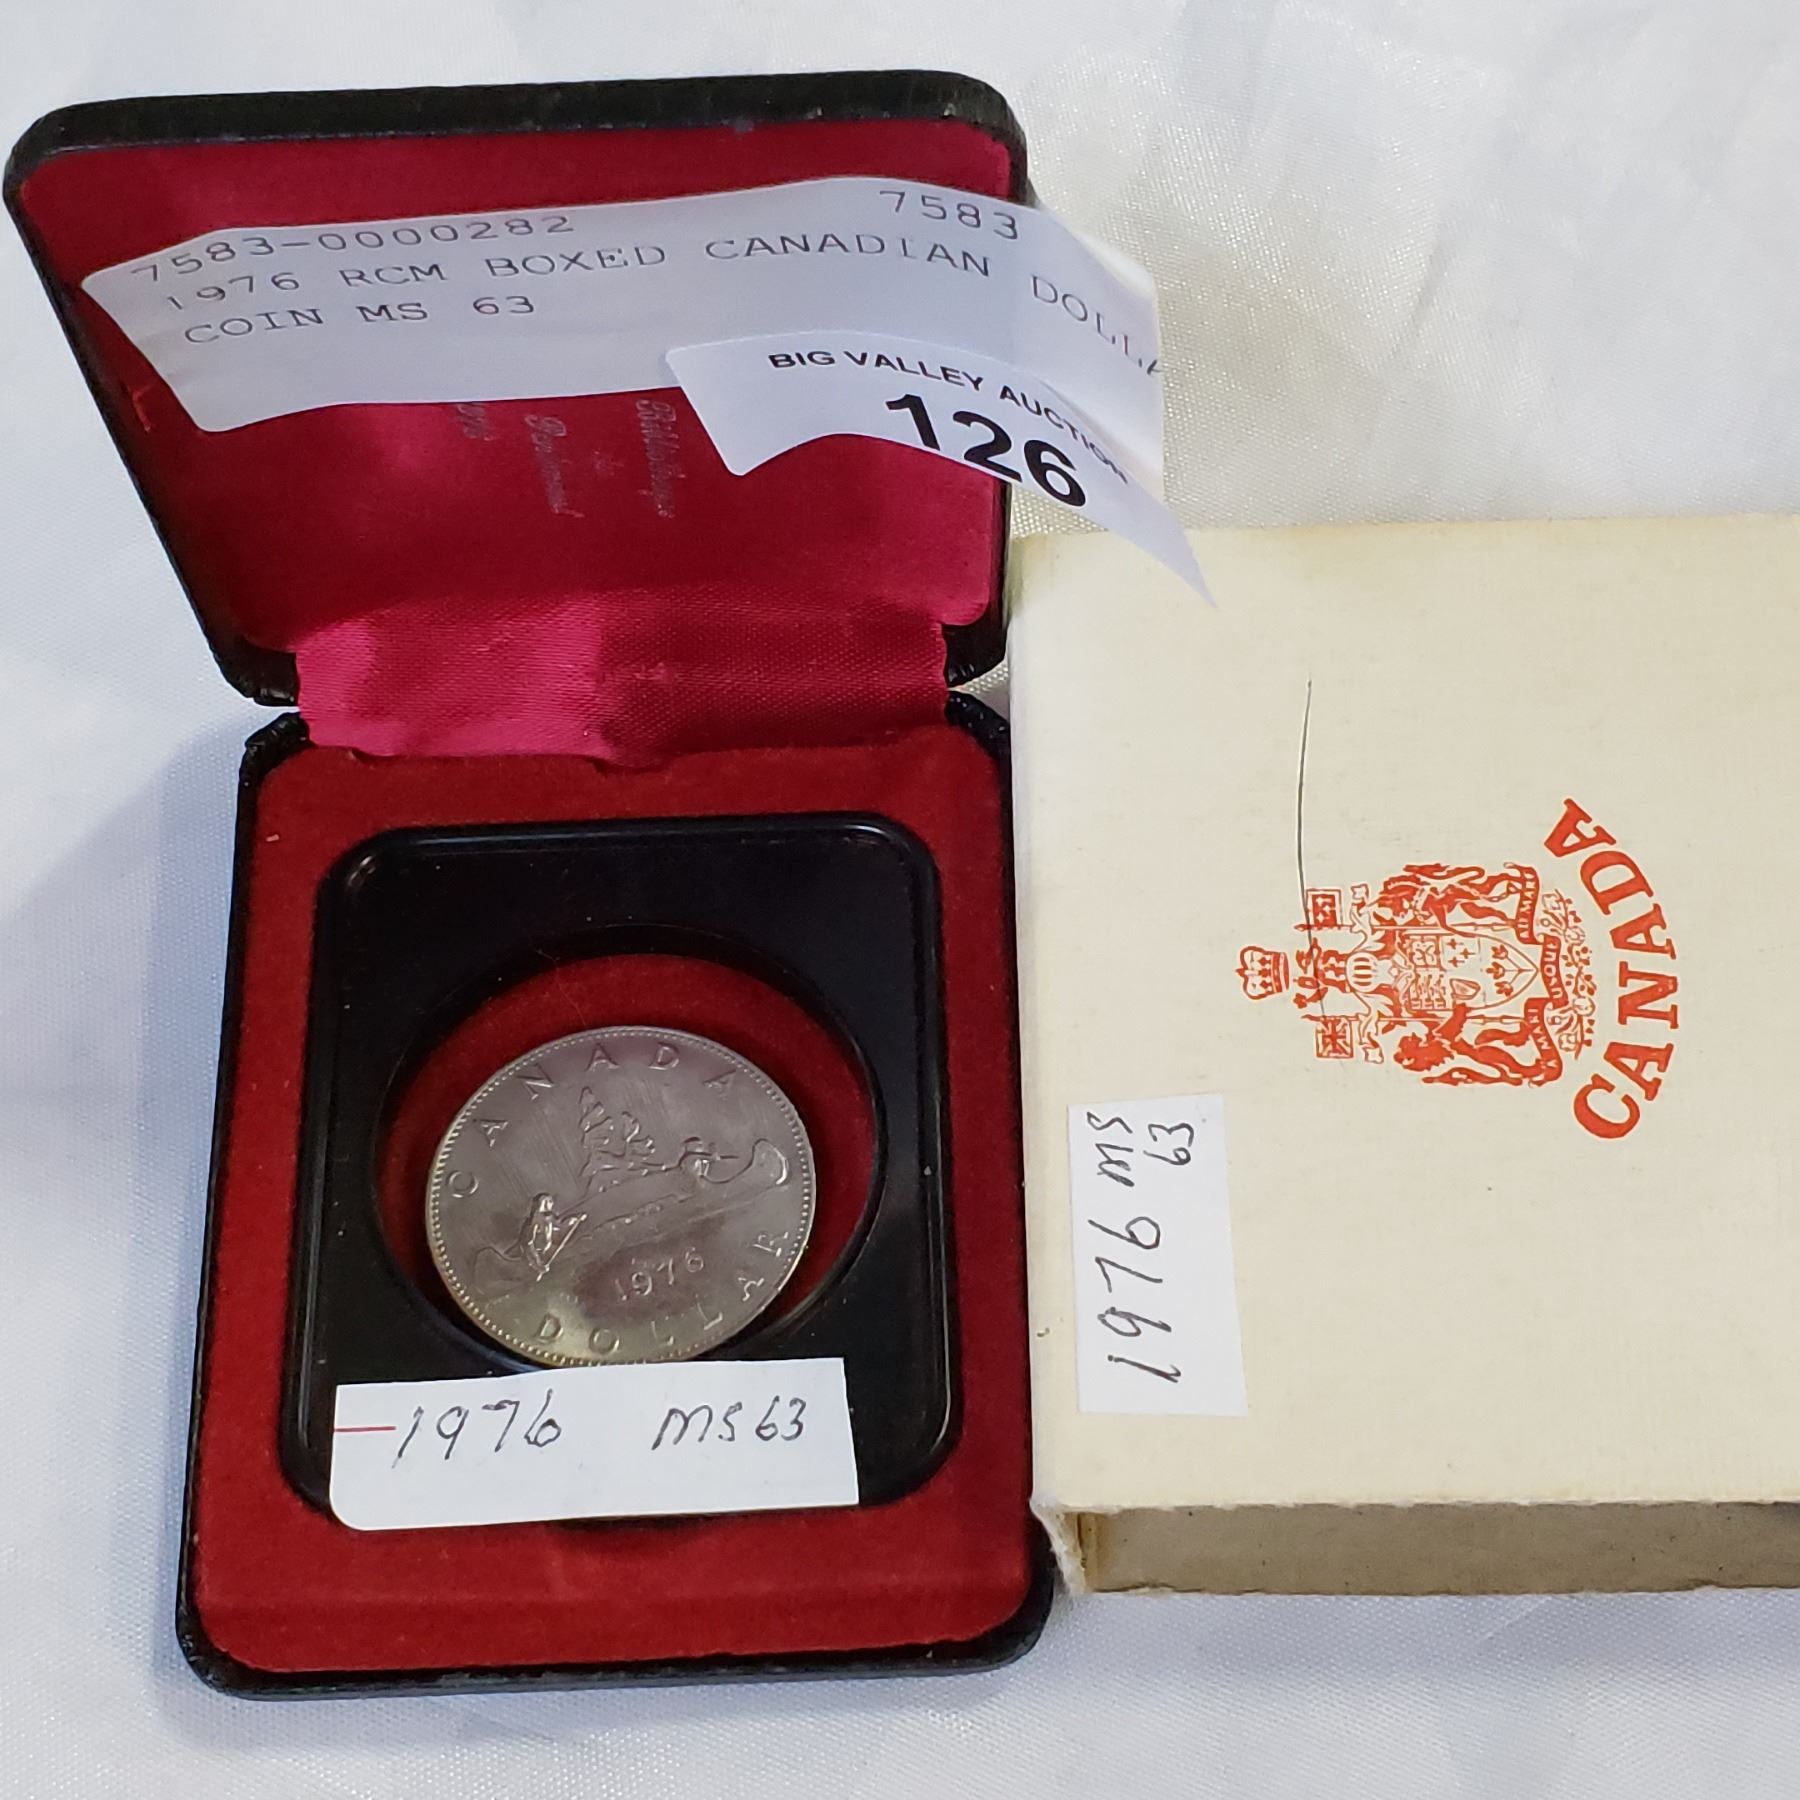 7583-0000282 7583
1976 RCM BOXED CANADIAN DOLLA
COIN MS 63
BIG VALLEY AUCTION
126
CANADA
1976
DOLLAR
1976 MS63
CANADA
1976 MS
63